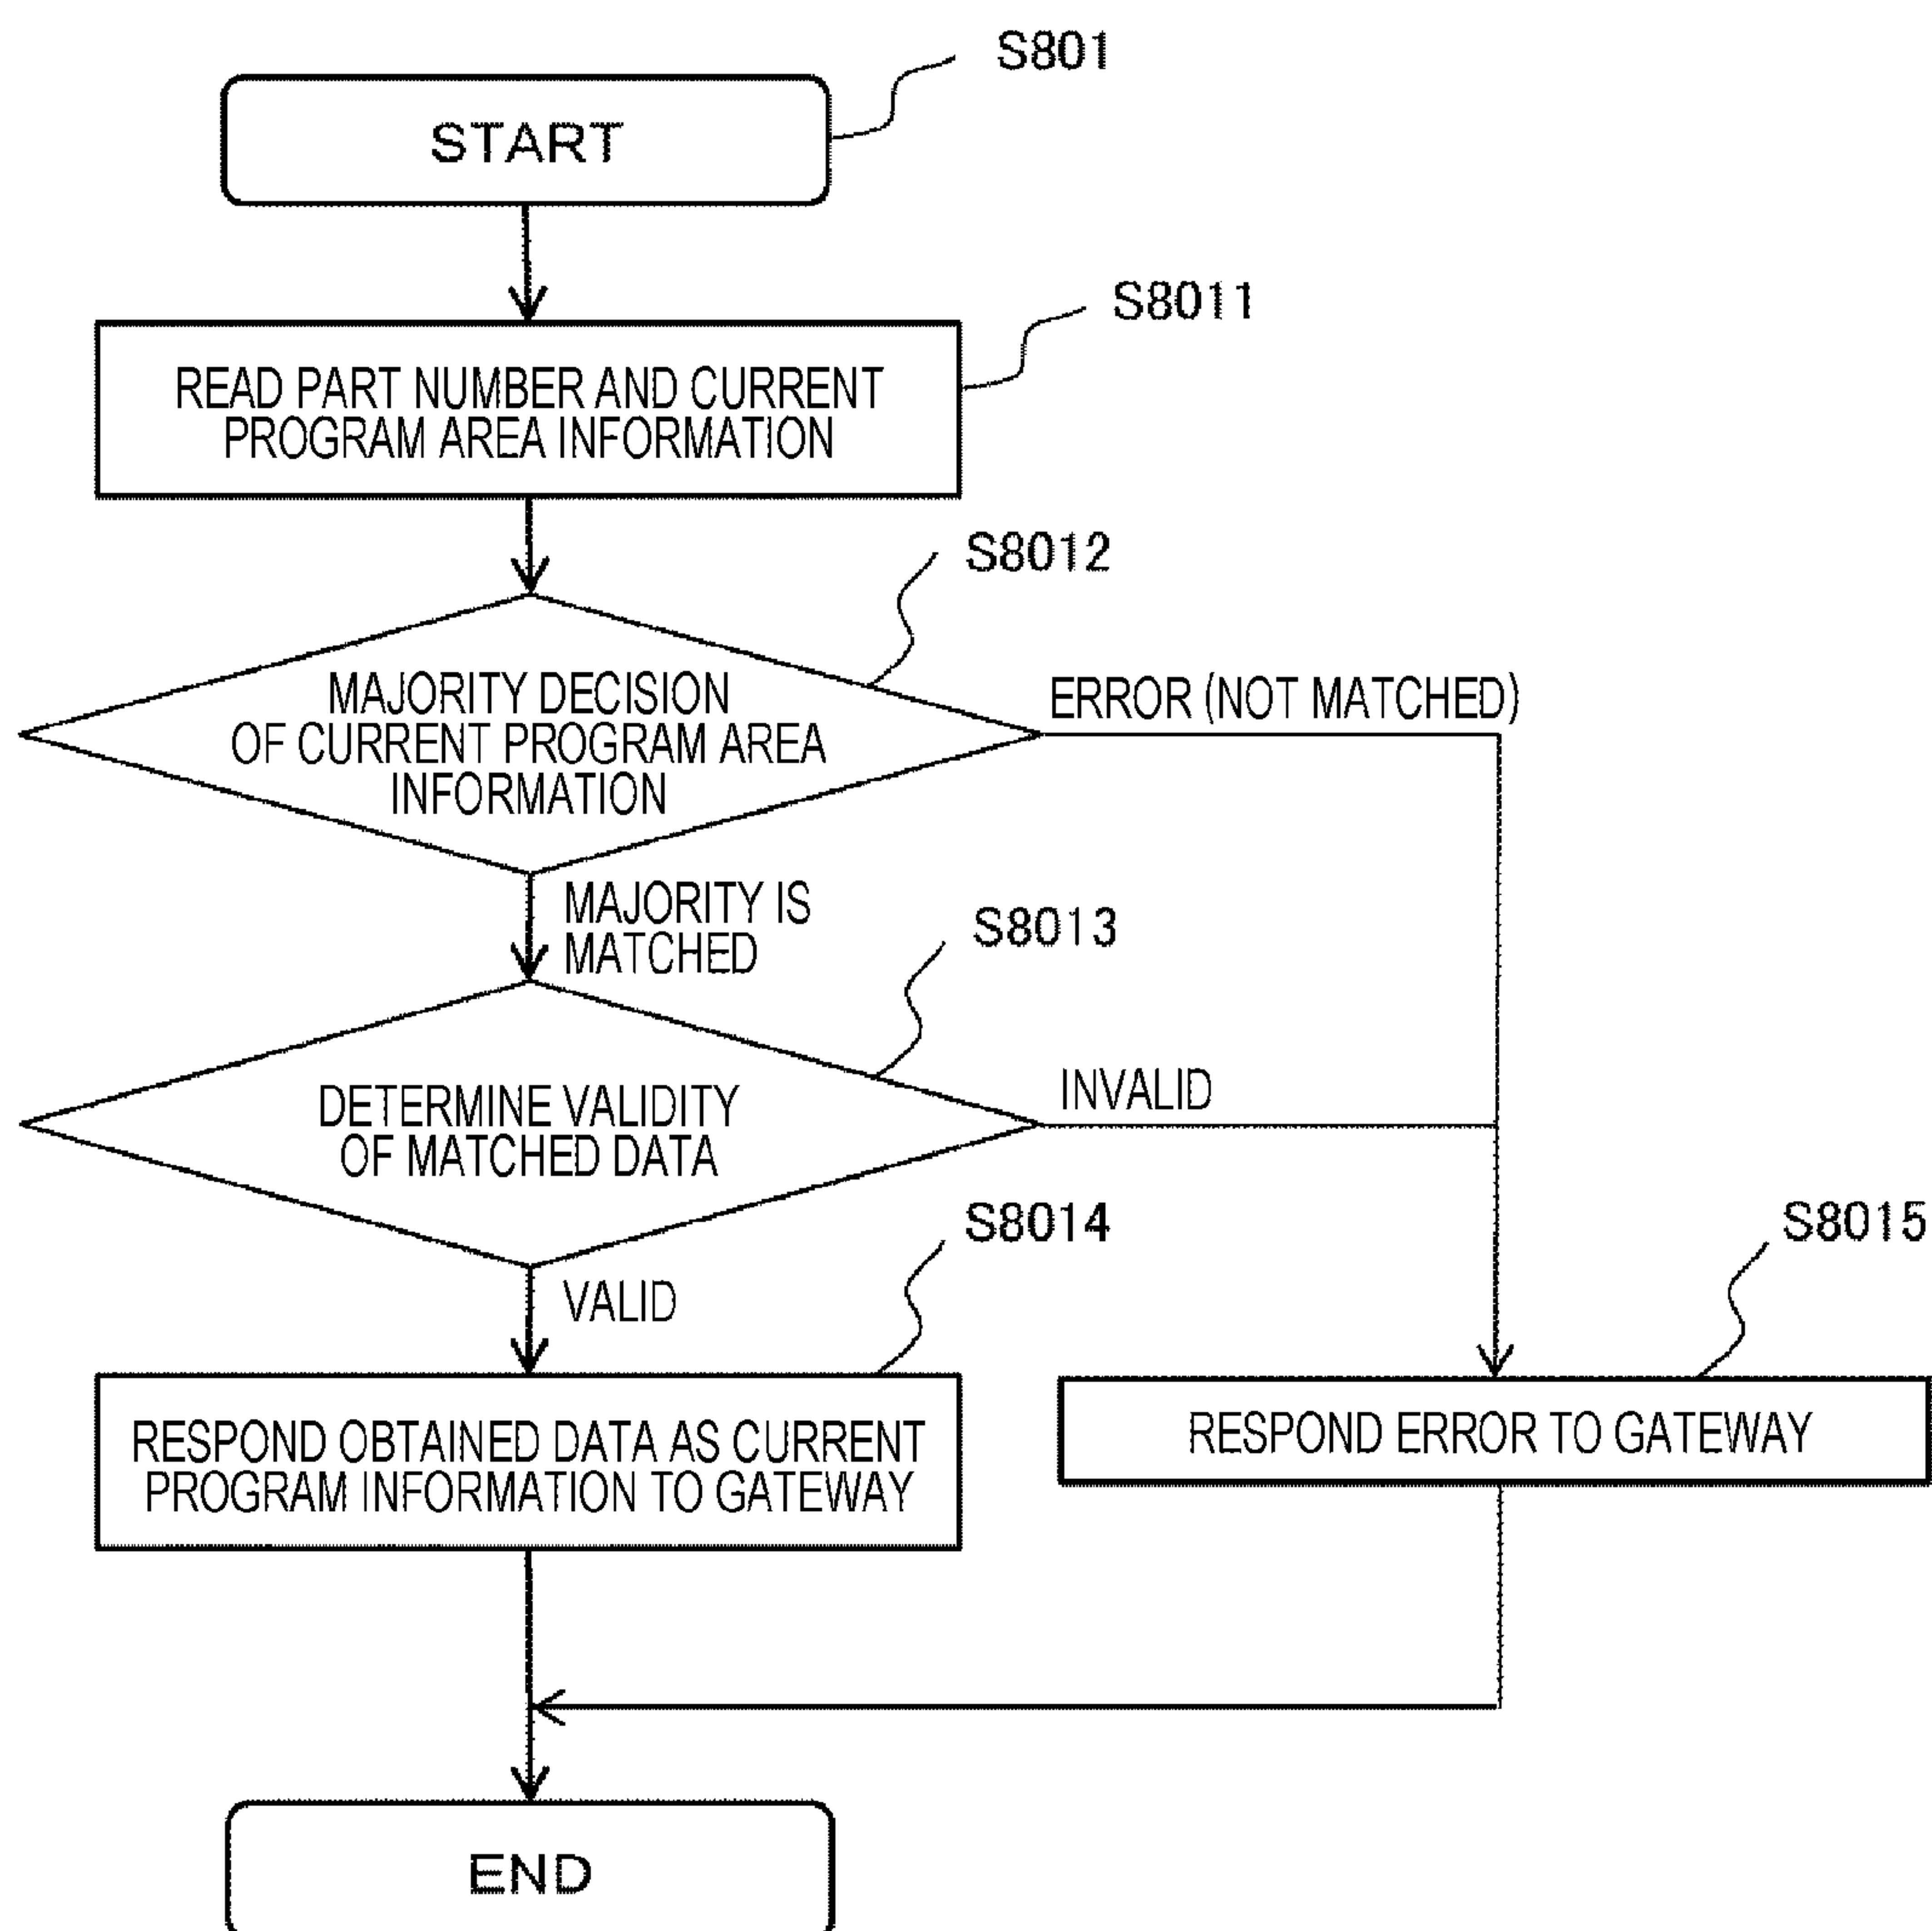 S801
START
S8011
READ PART NUMBER AND CURRENT
PROGRAM AREA INFORMATION
S8012
MAJORITY DECISION
OF CURRENT PROGRAM AREA
INFORMATION
ERROR (NOT MATCHED)
MAJORITY IS
MATCHED
S8013
DETERMINE VALIDITY
OF MATCHED DATA
INVALID
VALID
S8014
S8015
RESPOND OBTAINED DATA AS CURRENT
PROGRAM INFORMATION TO GATEWAY
RESPOND ERROR TO GATEWAY
END